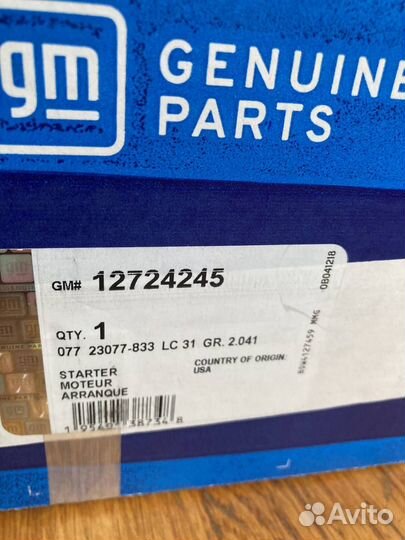 gm
GENUINE
PARTS
GM# 12724245
QTY. 1
077 23077-833 LC 31 GR. 2.041
STARTER
MOTEUR
ARRANQUE
COUNTRY OF ORIGIN:
USA
08041218
Avito